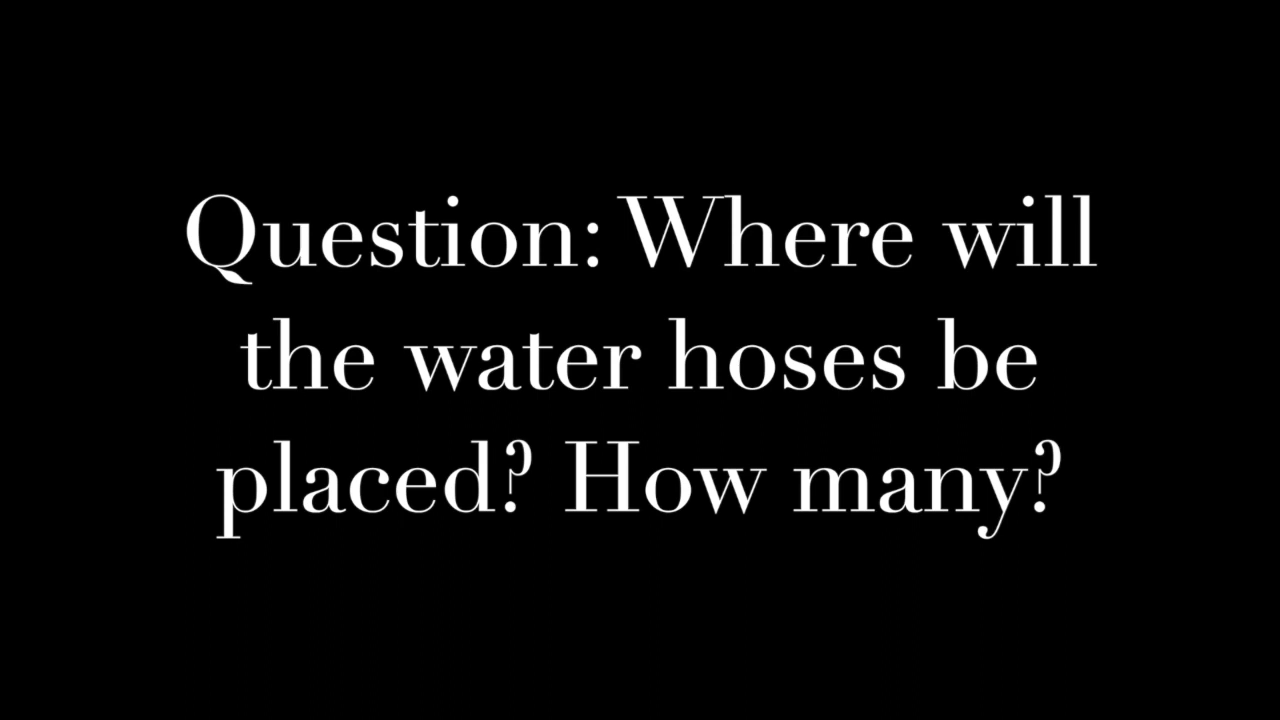 Question: Where will
the water hoses be
placed? How many?